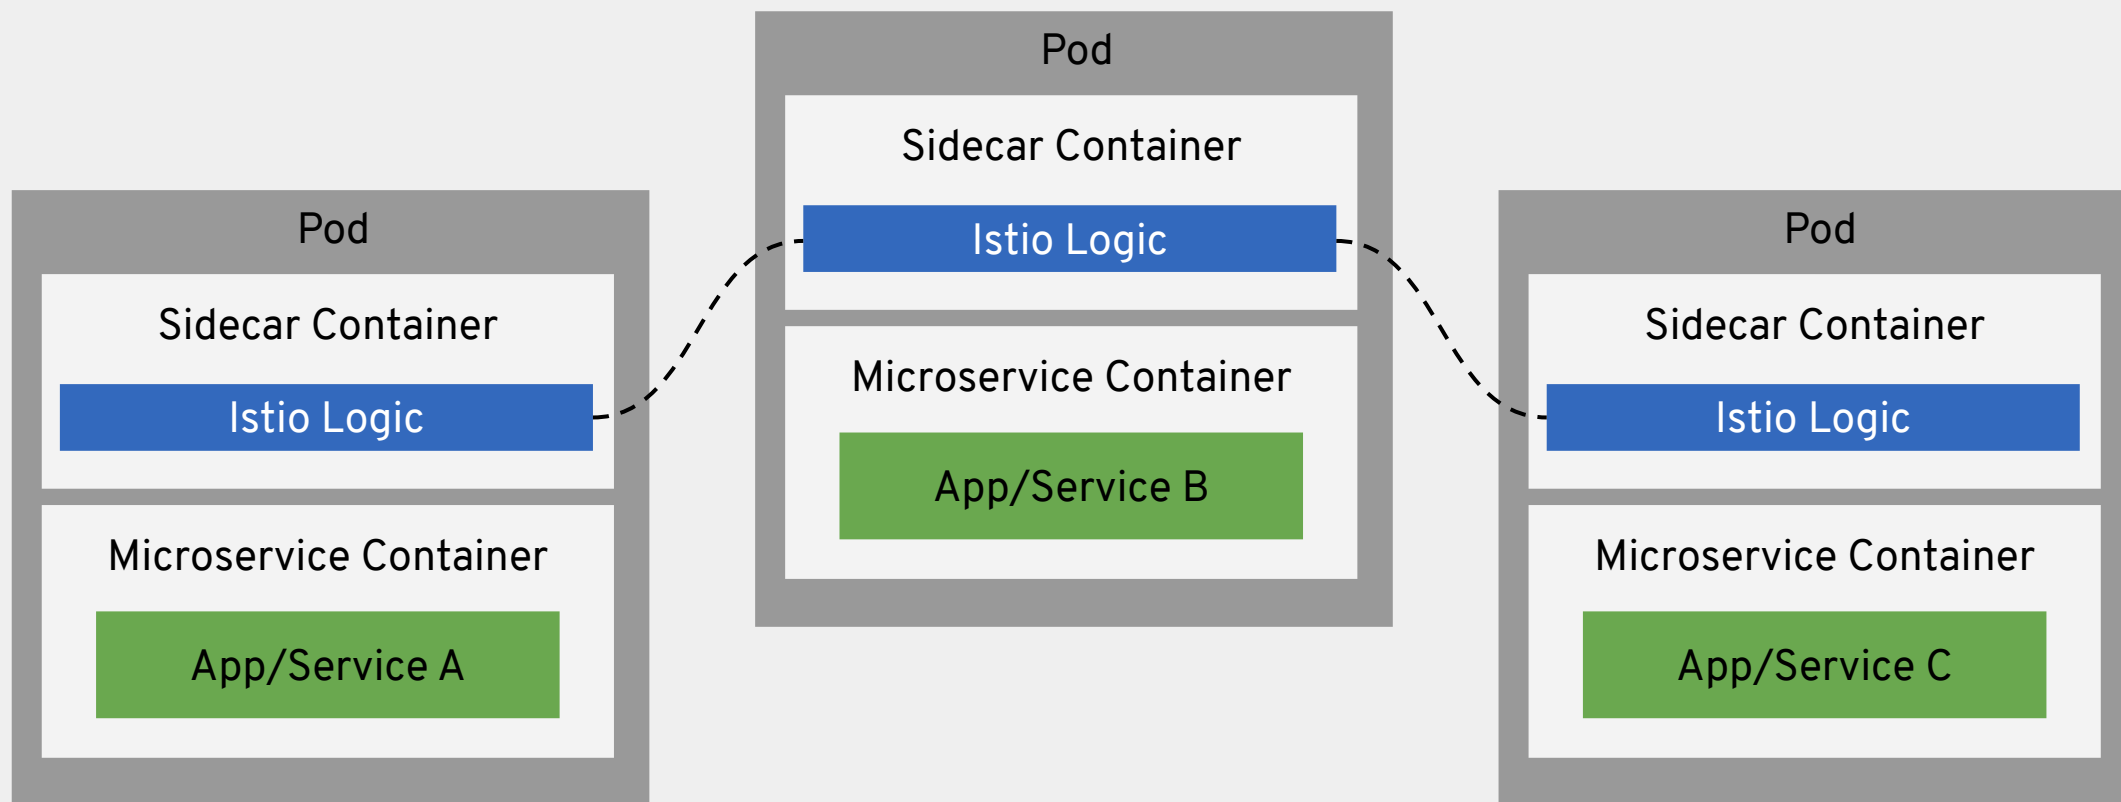 Pod
Sidecar Container
Istio Logic
Microservice Container
App/Service A
Pod
Sidecar Container
Istio Logic
Microservice Container
App/Service B
Pod
Sidecar Container
Istio Logic
Microservice Container
App/Service C